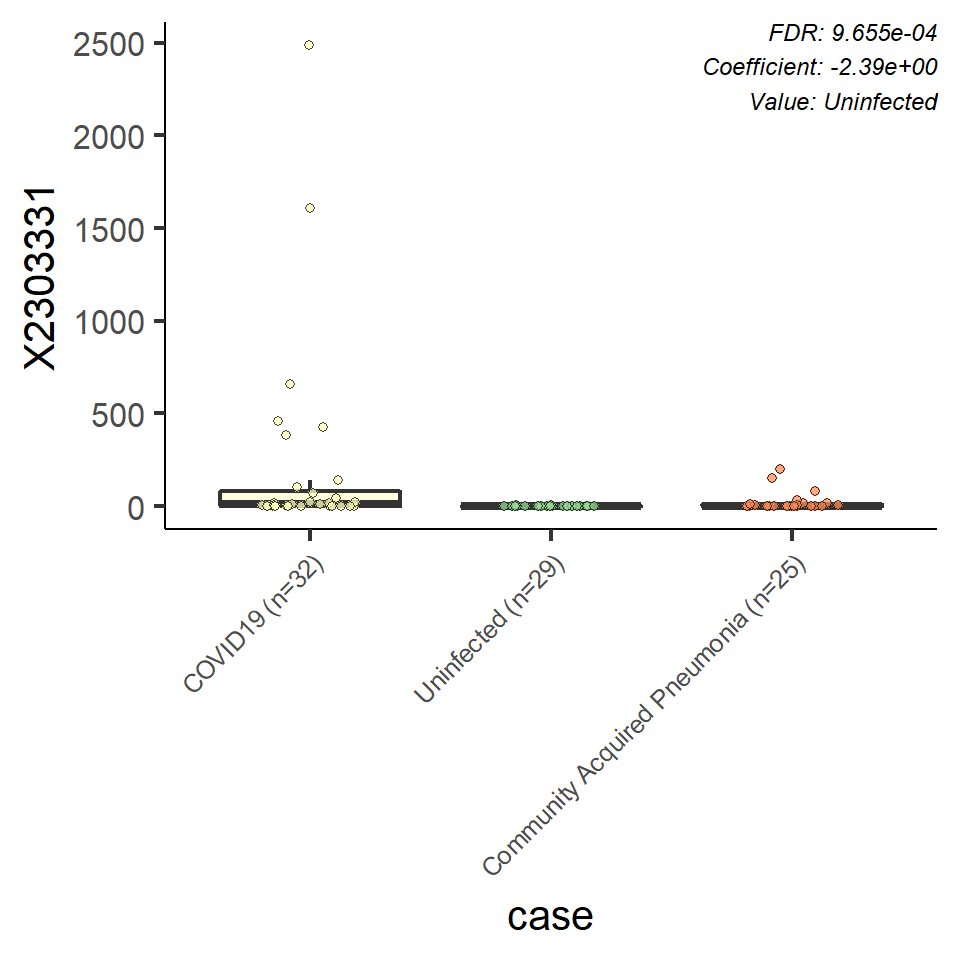 FDR: 9.655e-04
Coefficient: -2.39e+00
Value: Uninfected
X2303331
2500
2000
1500
1000
500
0
COVID19 (n=32)
Uninfected (n=29)
Community Acquired Pneumonia (n=25)
case